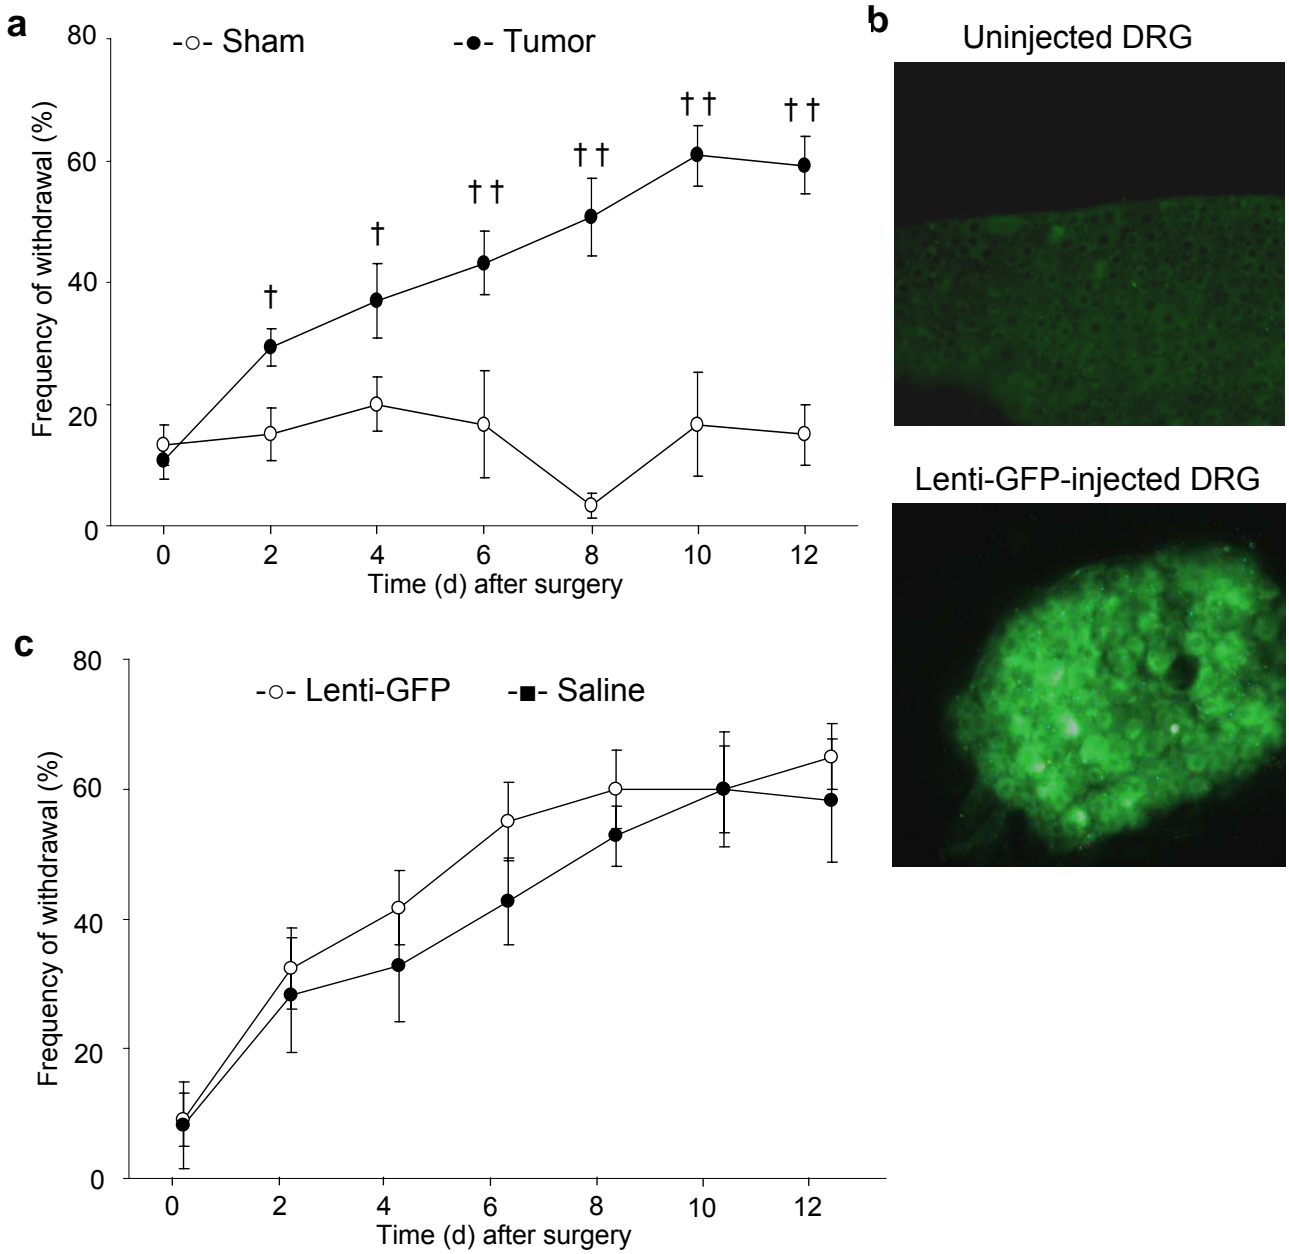 a
-○- Sham
-●- Tumor
Frequency of withdrawal (%)
80
60
40
20
0
† † †† †† †† ††
0 2 4 6 8 10 12
Time (d) after surgery
b
Uninjected DRG
Lenti-GFP-injected DRG
c
-○- Lenti-GFP
-■- Saline
Frequency of withdrawal (%)
80
60
40
20
0
0 2 4 6 8 10 12
Time (d) after surgery